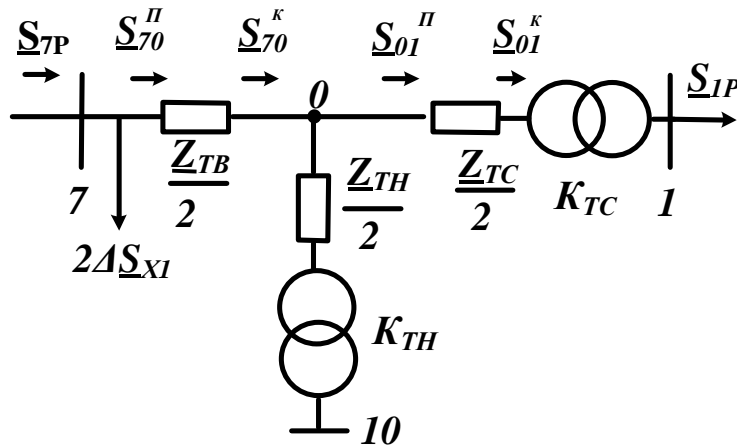 S7P S70П S70к S01П S01к S1P
0
ZTB/2 ZTH/2 ZTC/2 KTC
7 1
2ΔSX1
KTH
10